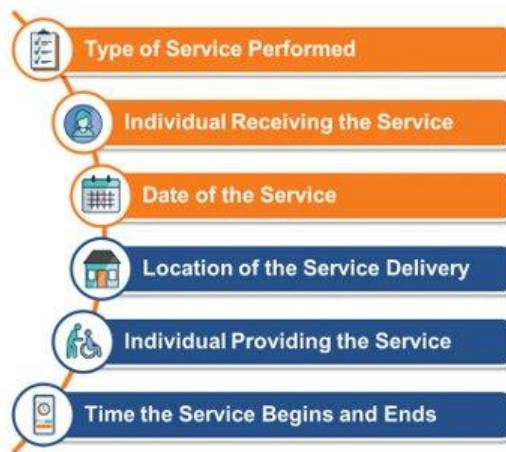 Type of Service Performed
Individual Receiving the Service
Date of the Service
Location of the Service Delivery
Individual Providing the Service
Time the Service Begins and Ends